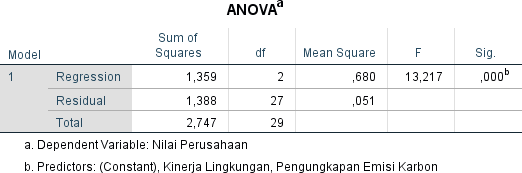 ANOVAa
Model Sum of Squares df Mean Square F Sig.
1 Regression 1,359 2 ,680 13,217 ,000b
Residual 1,388 27 ,051
Total 2,747 29
a. Dependent Variable: Nilai Perusahaan
b. Predictors: (Constant), Kinerja Lingkungan, Pengungkapan Emisi Karbon